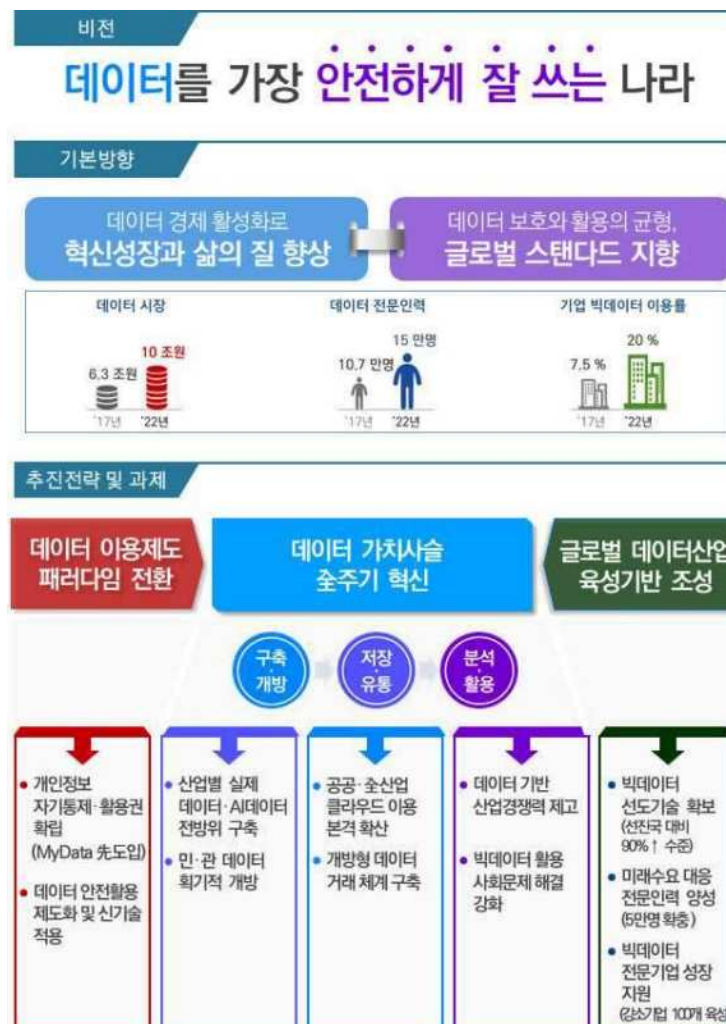 비전
데이터를 가장 안전하게 잘 쓰는 나라
기본방향
데이터 경제 활성화로
혁신성장과 삶의 질 향상
데이터 보호와 활용의 균형,
글로벌 스탠다드 지향
데이터 시장
6.3 조원
10 조원
'17년 '22년
데이터 전문인력
10.7 만명
15 만명
'17년 '22년
기업 빅데이터 이용률
7.5 %
20 %
'17년 '22년
추진전략 및 과제
데이터 이용제도
패러다임 전환
데이터 가치사슬
全주기 혁신
글로벌 데이터산업
육성기반 조성
구축·
개방
저장·
유통
분석·
활용
• 개인정보
자기통제·활용권
확립
(MyData 先도입)
• 데이터 안전활용
제도화 및 신기술
적용
• 산업별 실제
데이터·AI데이터
전방위 구축
• 민·관 데이터
획기적 개방
• 공공·全산업
클라우드 이용
본격 확산
• 개방형 데이터
거래 체계 구축
• 데이터 기반
산업경쟁력 제고
• 빅데이터 활용
사회문제 해결
강화
• 빅데이터
선도기술 확보
(선진국 대비
90%↑ 수준)
• 미래수요 대응
전문인력 양성
(5만명 확충)
• 빅데이터
전문기업 성장
지원
(강소기업 100개 육성